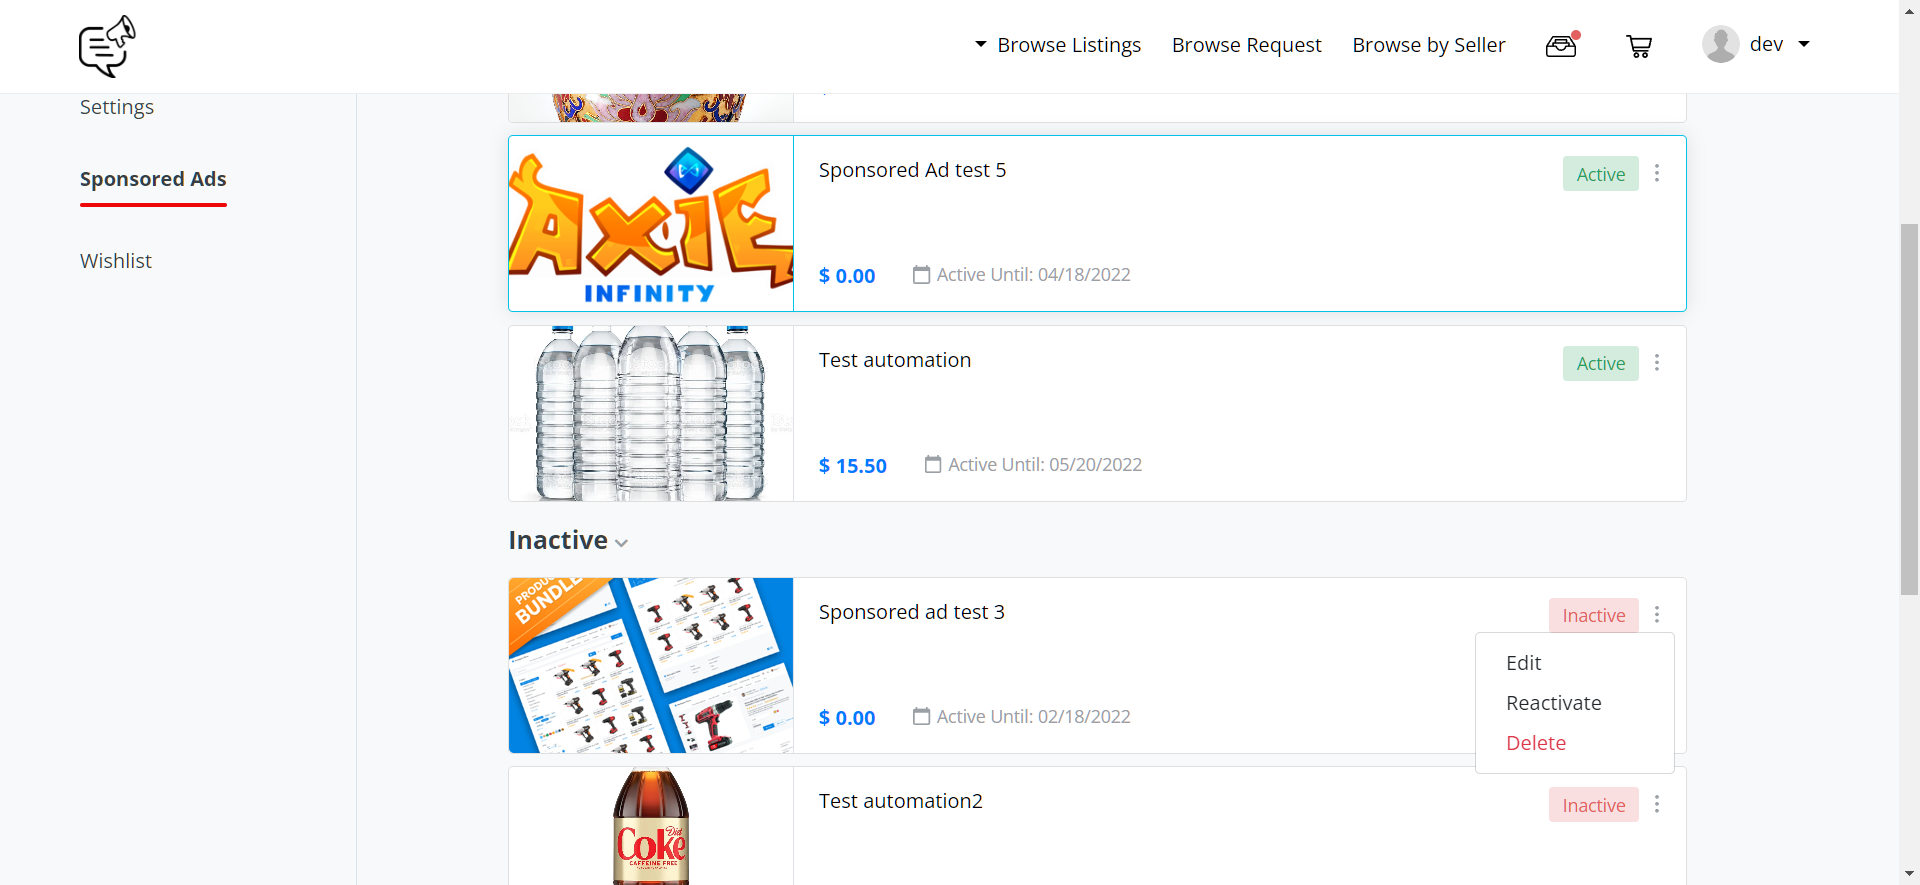 Browse Listings
Browse Request
Browse by Seller
dev
Settings
Sponsored Ads
Wishlist
AXIE
INFINITY
Sponsored Ad test 5
Active
$ 0.00
Active Until: 04/18/2022
Test automation
Active
$ 15.50
Active Until: 05/20/2022
Inactive
PRODUC
BUNDLE
Sponsored ad test 3
Inactive
Edit
Reactivate
Delete
$ 0.00
Active Until: 02/18/2022
Test automation2
Inactive
Diet
Coke
CAFFEINE FREE